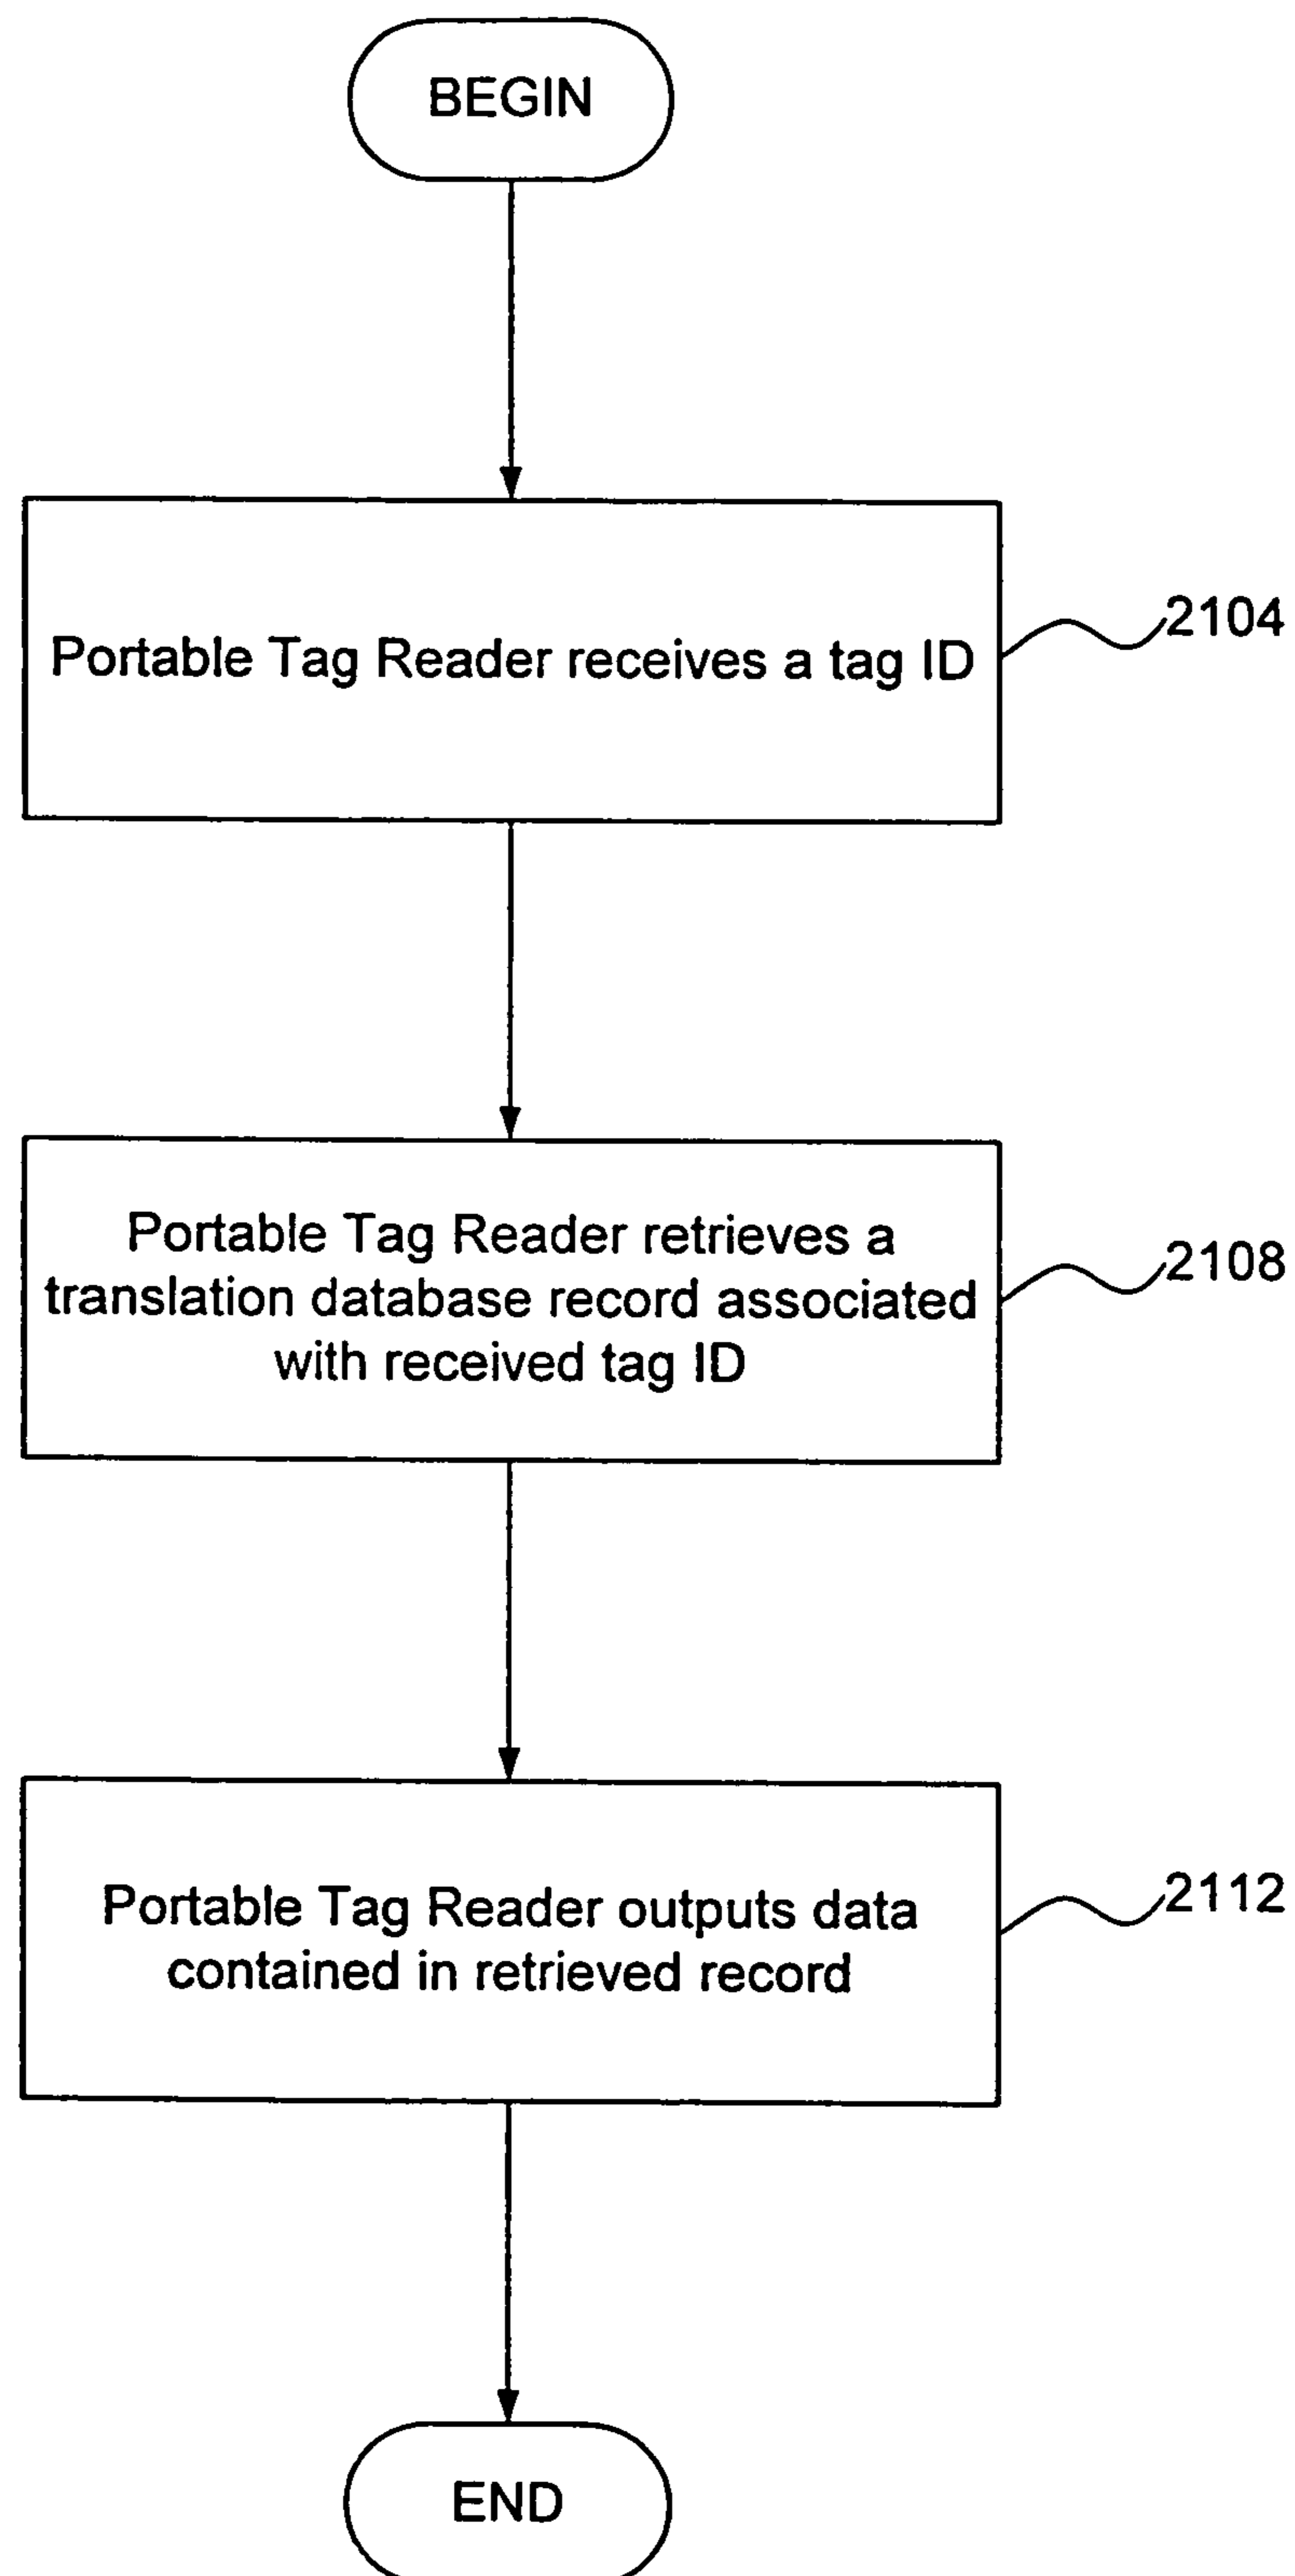 BEGIN
Portable Tag Reader receives a tag ID
2104
Portable Tag Reader retrieves a
translation database record associated
with received tag ID
2108
Portable Tag Reader outputs data
contained in retrieved record
2112
END